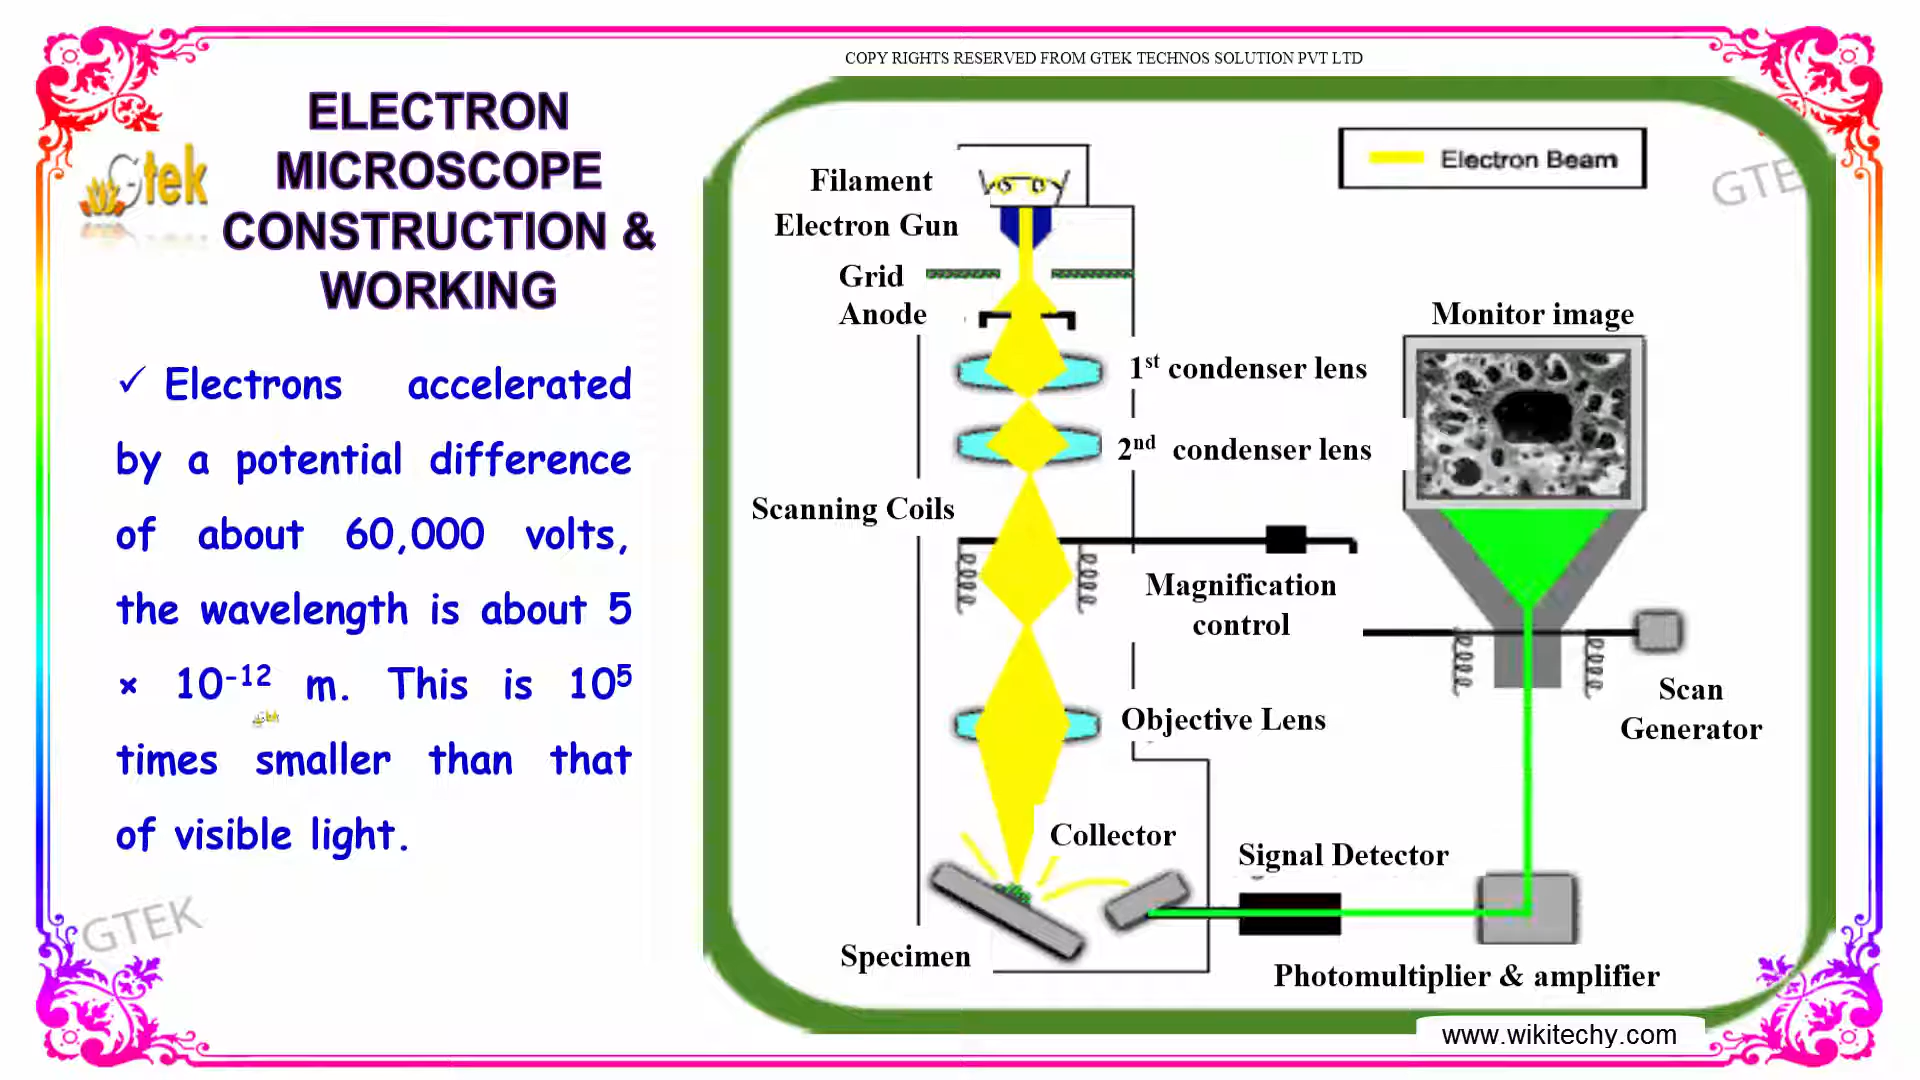 COPY RIGHTS RESERVED FROM GTEK TECHNOS SOLUTION PVT LTD
ELECTRON
MICROSCOPE
CONSTRUCTION &
WORKING
Gtek
✓ Electrons accelerated
by a potential difference
of about 60,000 volts,
the wavelength is about 5
× 10⁻¹² m. This is 10⁵
times smaller than that
of visible light.
Gtek
GTEK
Electron Beam
GTE
Filament
Electron Gun
Grid
Anode
1st condenser lens
2nd condenser lens
Scanning Coils
Magnification
control
Objective Lens
Collector
Specimen
Monitor image
Scan
Generator
Signal Detector
Photomultiplier & amplifier
www.wikitechy.com